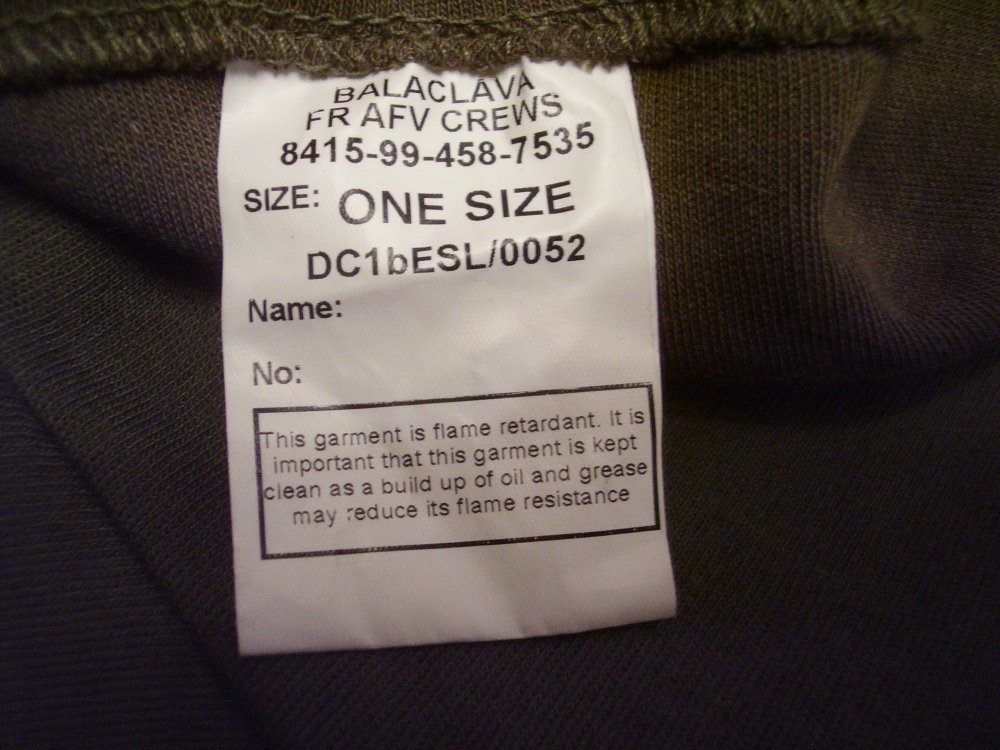 BALACLAVA
FR AFV CREWS
8415-99-458-7535
SIZE: ONE SIZE
DC1bESL/0052
Name:
No:
This garment is flame retardant. It is
important that this garment is kept
clean as a build up of oil and grease
may reduce its flame resistance